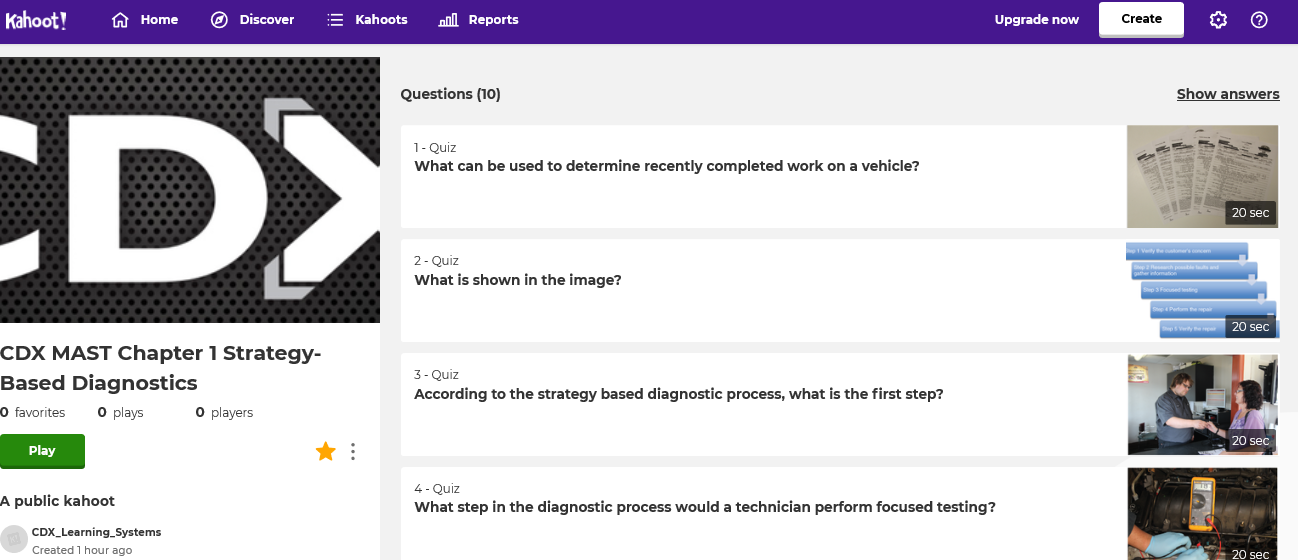 Kahoot!
Home
Discover
Kahoots
Reports
Upgrade now
Create
CDX
CDX MAST Chapter 1 Strategy-
Based Diagnostics
0 favorites 0 plays 0 players
Play
A public kahoot
CDX_Learning_Systems
Created 1 hour ago
Questions (10)
Show answers
1 - Quiz
What can be used to determine recently completed work on a vehicle?
20 sec
2 - Quiz
What is shown in the image?
Step 1 Verify the customer's concern
Step 2 Research possible faults and
gather information
Step 3 Focused testing
Step 4 Perform the repair
Step 5 Verify the repair
20 sec
3 - Quiz
According to the strategy based diagnostic process, what is the first step?
20 sec
4 - Quiz
What step in the diagnostic process would a technician perform focused testing?
20 sec